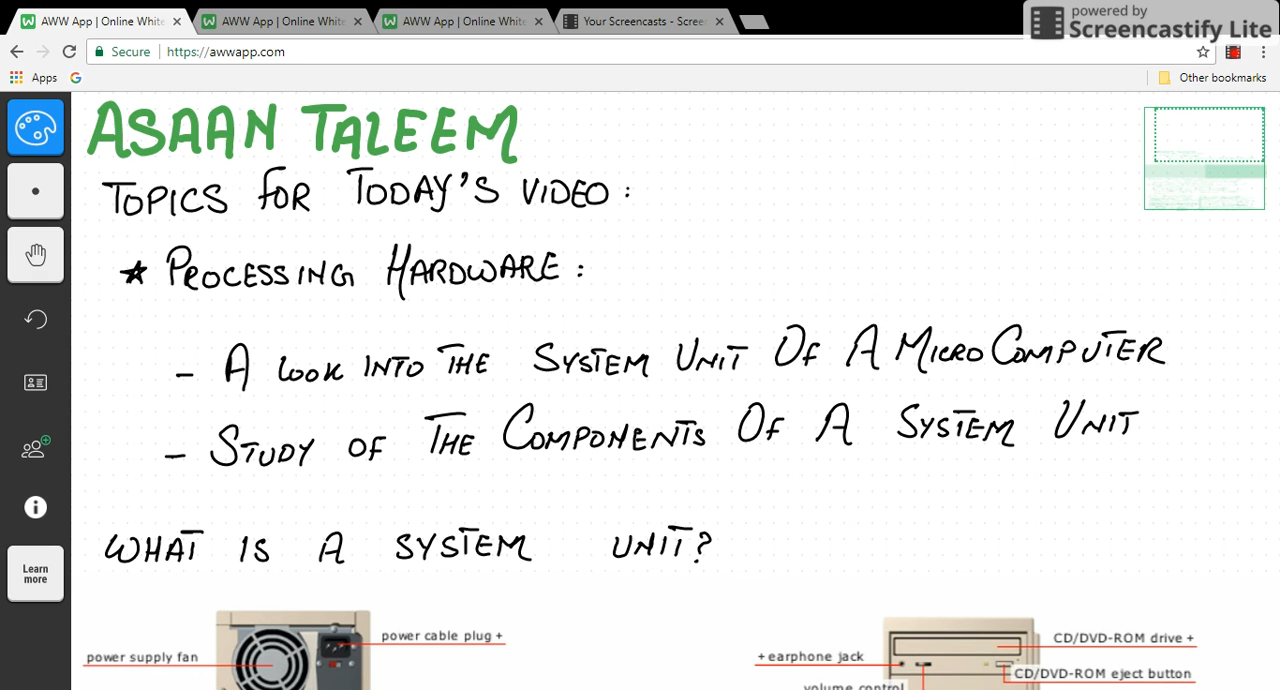 AWW App | Online White
AWW App | Online White
AWW App | Online White
Your Screencasts - Scree
powered by
Screencastify Lite
Secure
https://awwapp.com
Apps
Other bookmarks
ASAAN TALEEM
TOPICS FOR TODAY'S VIDEO:
* PROCESSING HARDWARE:
- A LOOK INTO THE SYSTEM UNIT OF A MICROCOMPUTER
- STUDY OF THE COMPONENTS OF A SYSTEM UNIT
WHAT IS A SYSTEM UNIT?
Learn
more
power cable plug +
power supply fan
CD/DVD-ROM drive +
+ earphone jack
CD/DVD-ROM eject button
volume control